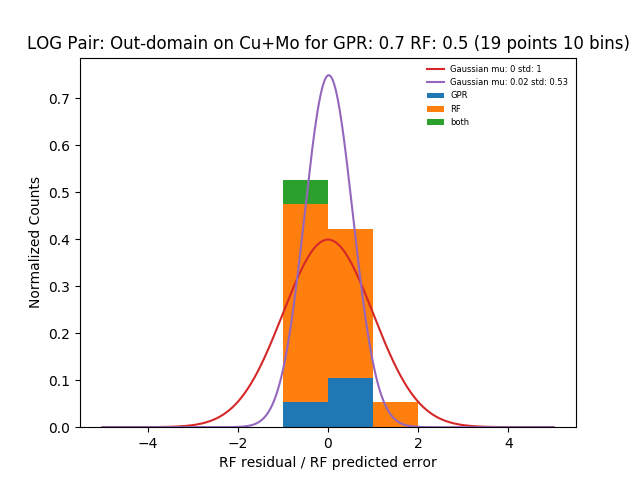 LOG Pair: Out-domain on Cu+Mo for GPR: 0.7 RF: 0.5 (19 points 10 bins)
Gaussian mu: 0 std: 1
Gaussian mu: 0.02 std: 0.53
GPR
RF
both
Normalized Counts
0.7
0.6
0.5
0.4
0.3
0.2
0.1
0.0
−4 −2 0 2 4
RF residual / RF predicted error